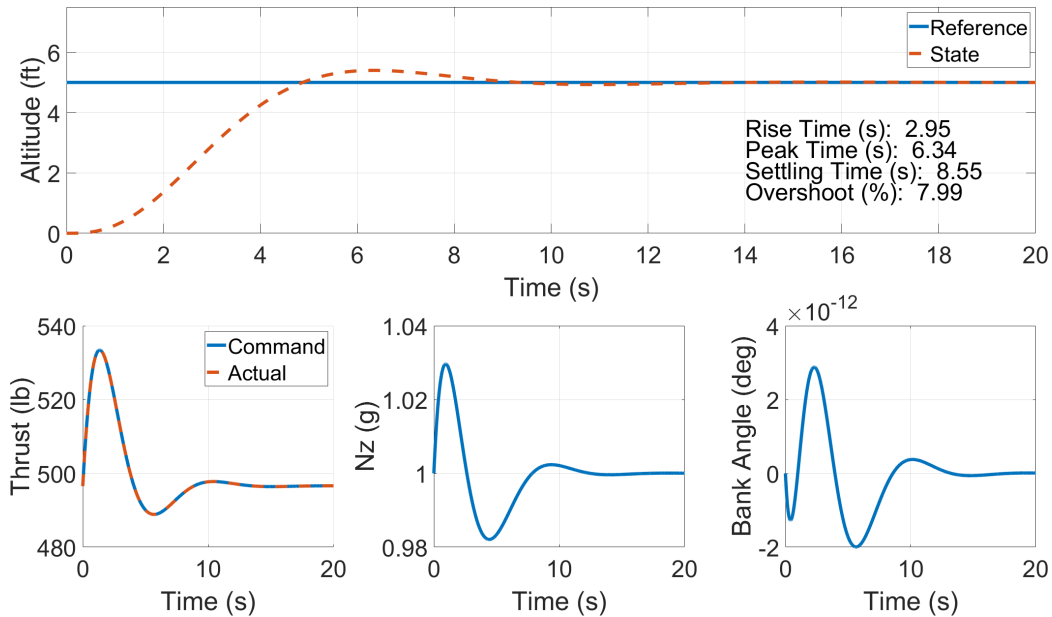 Altitude (ft)
6
4
2
0
Reference
State
Rise Time (s): 2.95
Peak Time (s): 6.34
Settling Time (s): 8.55
Overshoot (%): 7.99
0 2 4 6 8 10 12 14 16 18 20
Time (s)
Thrust (lb)
540
520
500
480
Command
Actual
0 10 20
Time (s)
Nz (g)
1.04
1.02
1
0.98
0 10 20
Time (s)
×10-12
Bank Angle (deg)
4
2
0
-2
0 10 20
Time (s)